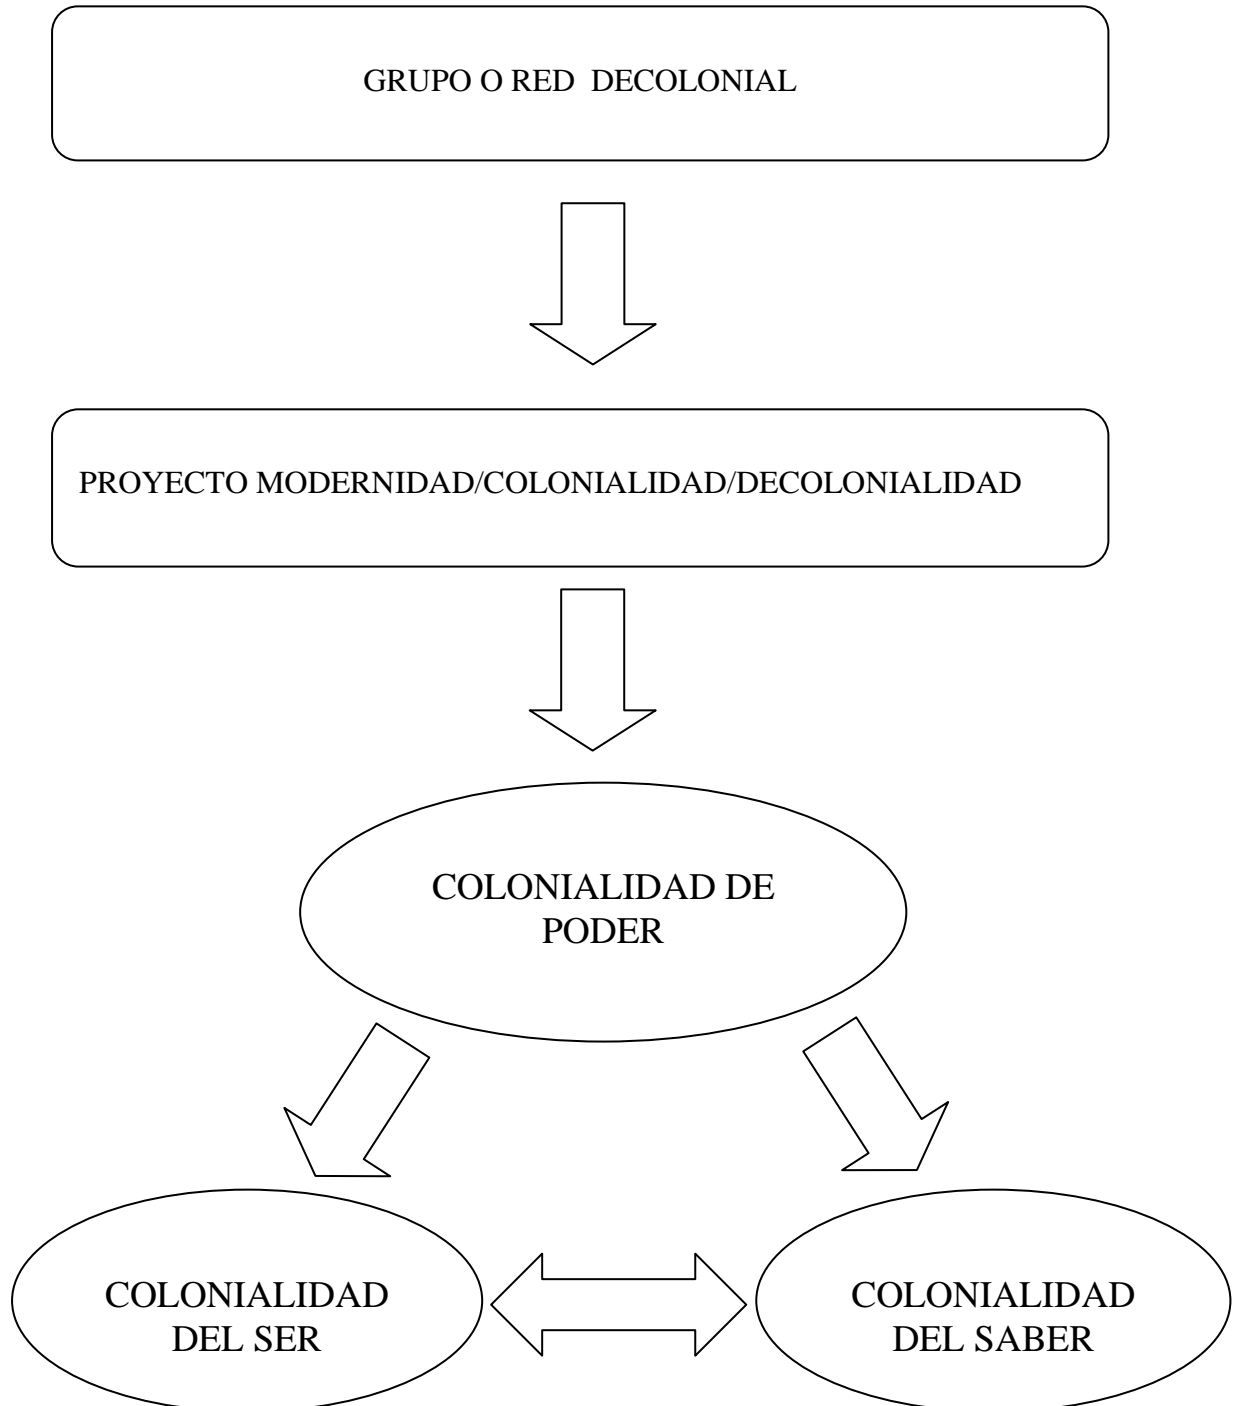 GRUPO O RED  DECOLONIAL
PROYECTO MODERNIDAD/COLONIALIDAD/DECOLONIALIDAD
COLONIALIDAD DE
PODER
COLONIALIDAD
DEL SER
COLONIALIDAD
DEL SABER